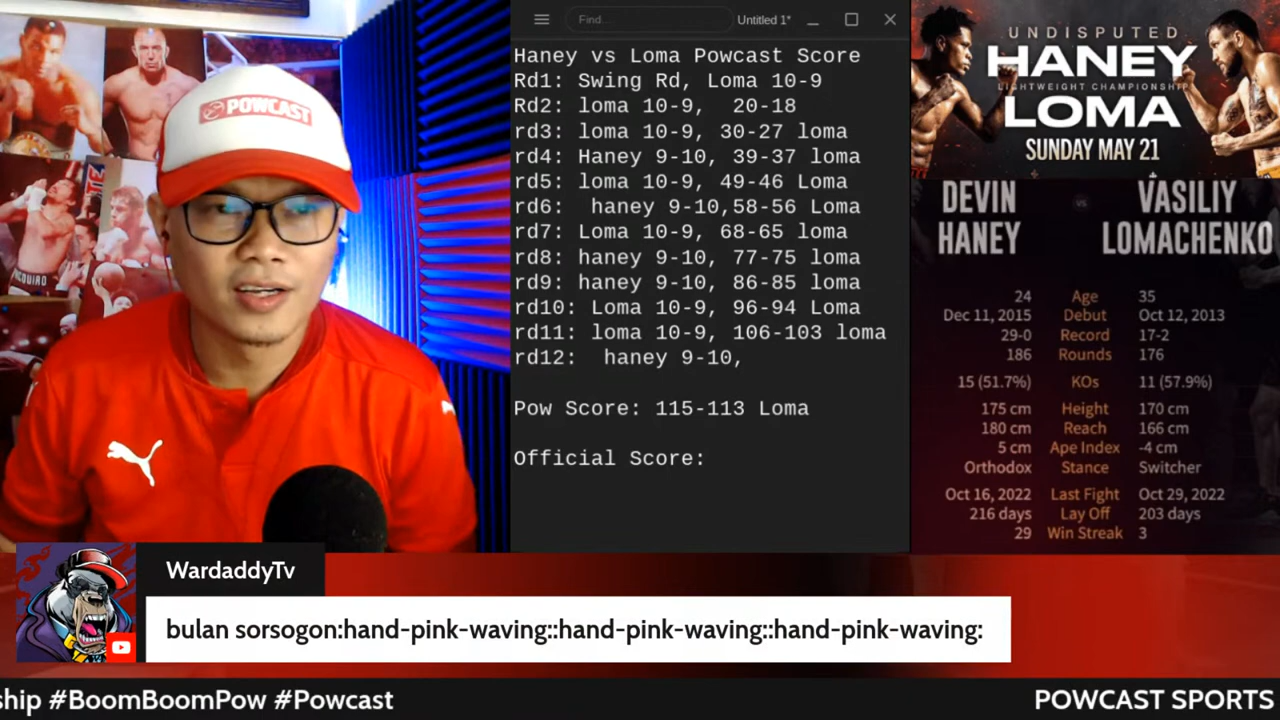 POWCAST
ACQUIRO
Find...
Untitled 1*
Haney vs Loma Powcast Score
Rd1: Swing Rd, Loma 10-9
Rd2: loma 10-9, 20-18
rd3: loma 10-9, 30-27 loma
rd4: Haney 9-10, 39-37 loma
rd5: loma 10-9, 49-46 Loma
rd6: haney 9-10,58-56 Loma
rd7: Loma 10-9, 68-65 loma
rd8: haney 9-10, 77-75 loma
rd9: haney 9-10, 86-85 loma
rd10: Loma 10-9, 96-94 Loma
rd11: loma 10-9, 106-103 loma
rd12: haney 9-10,
Pow Score: 115-113 Loma
Official Score:
UNDISPUTED
HANEY
LIGHTWEIGHT CHAMPIONSHIP
LOMA
SUNDAY MAY 21
DEVIN HANEY
vs
VASILIY LOMACHENKO
24 Age 35
Dec 11, 2015 Debut Oct 12, 2013
29-0 Record 17-2
186 Rounds 176
15 (51.7%) KOs 11 (57.9%)
175 cm Height 170 cm
180 cm Reach 166 cm
5 cm Ape Index -4 cm
Orthodox Stance Switcher
Oct 16, 2022 Last Fight Oct 29, 2022
216 days Lay Off 203 days
29 Win Streak 3
WardaddyTv
bulan sorsogon:hand-pink-waving::hand-pink-waving::hand-pink-waving:
ship #BoomBoomPow #Powcast
POWCAST SPORTS